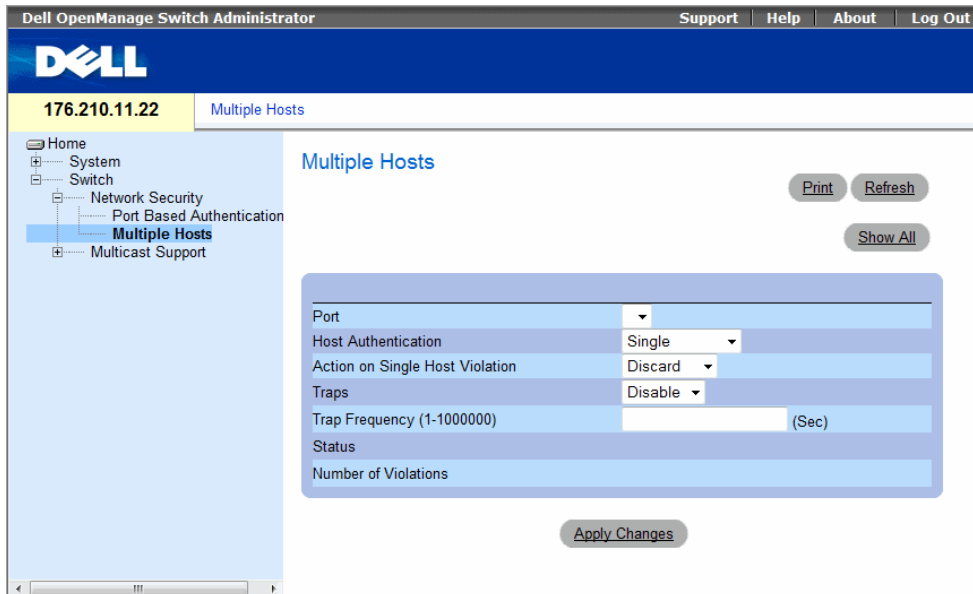 Dell OpenManage Switch Administrator Support Help About Log Out
DELL
176.210.11.22 Multiple Hosts
Home
System
Switch
Network Security
Port Based Authentication
Multiple Hosts
Multicast Support
Multiple Hosts
Print Refresh
Show All
Port
Host Authentication Single
Action on Single Host Violation Discard
Traps Disable
Trap Frequency (1-1000000) (Sec)
Status
Number of Violations
Apply Changes